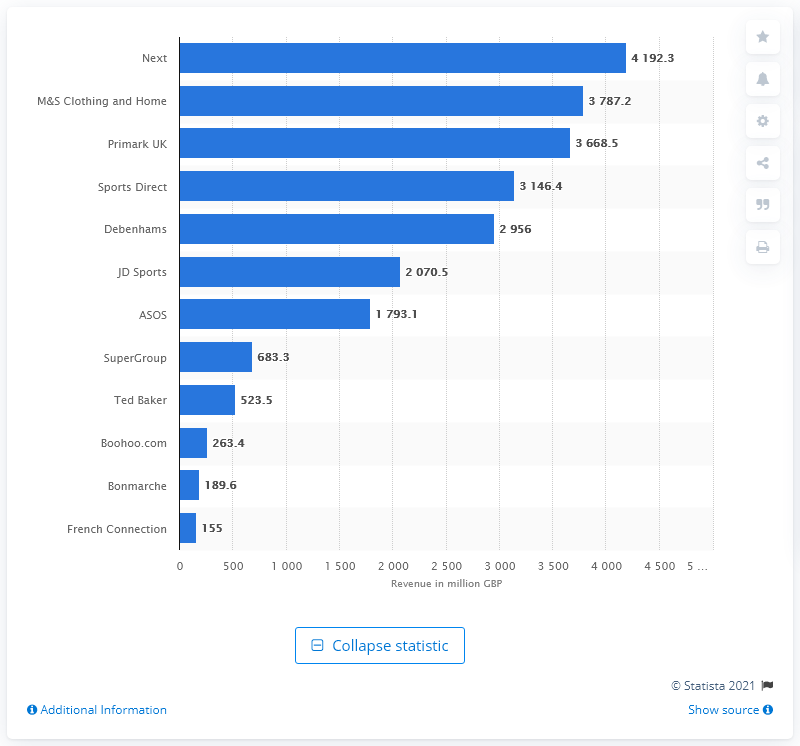 Next 4 192.3
M&S Clothing and Home 3 787.2
Primark UK 3 668.5
Sports Direct 3 146.4
Debenhams 2 956
JD Sports 2 070.5
ASOS 1 793.1
SuperGroup 683.3
Ted Baker 523.5
Boohoo.com 263.4
Bonmarche 189.6
French Connection 155
0 500 1 000 1 500 2 000 2 500 3 000 3 500 4 000 4 500 5 ...
Revenue in million GBP
Collapse statistic
© Statista 2021
Additional Information Show source